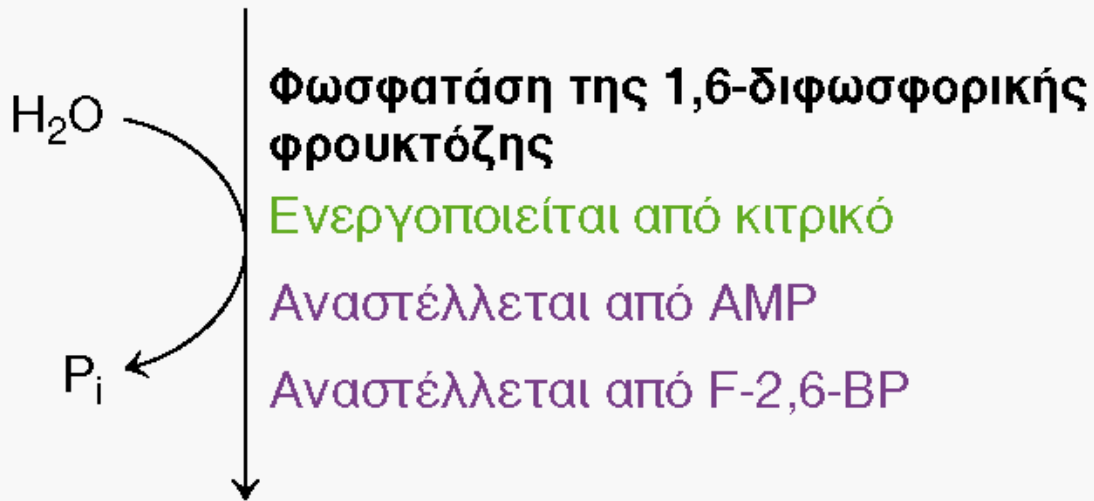 H₂O
Φωσφατάση της 1,6-διφωσφορικής
φρουκτόζης
Ενεργοποιείται από κιτρικό
Αναστέλλεται από AMP
Pᵢ
Αναστέλλεται από F-2,6-BP